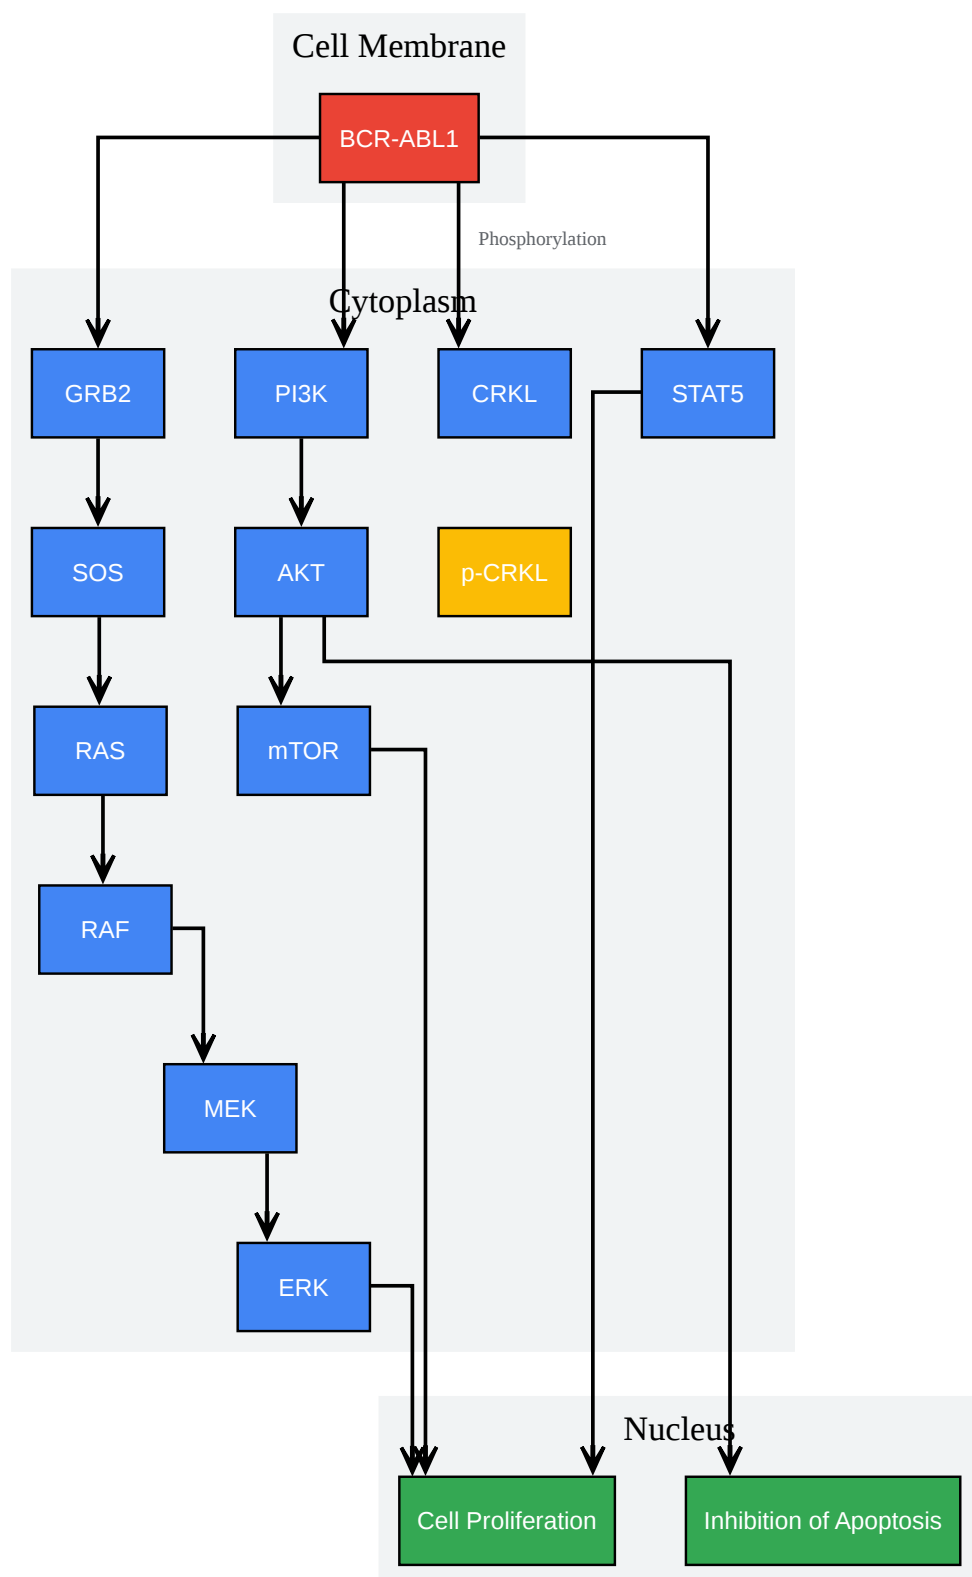 Cell Membrane
BCR-ABL1
Phosphorylation
Cytoplasm
GRB2
PI3K
CRKL
STAT5
SOS
AKT
p-CRKL
RAS
mTOR
RAF
MEK
ERK
Nucleus
Cell Proliferation
Inhibition of Apoptosis